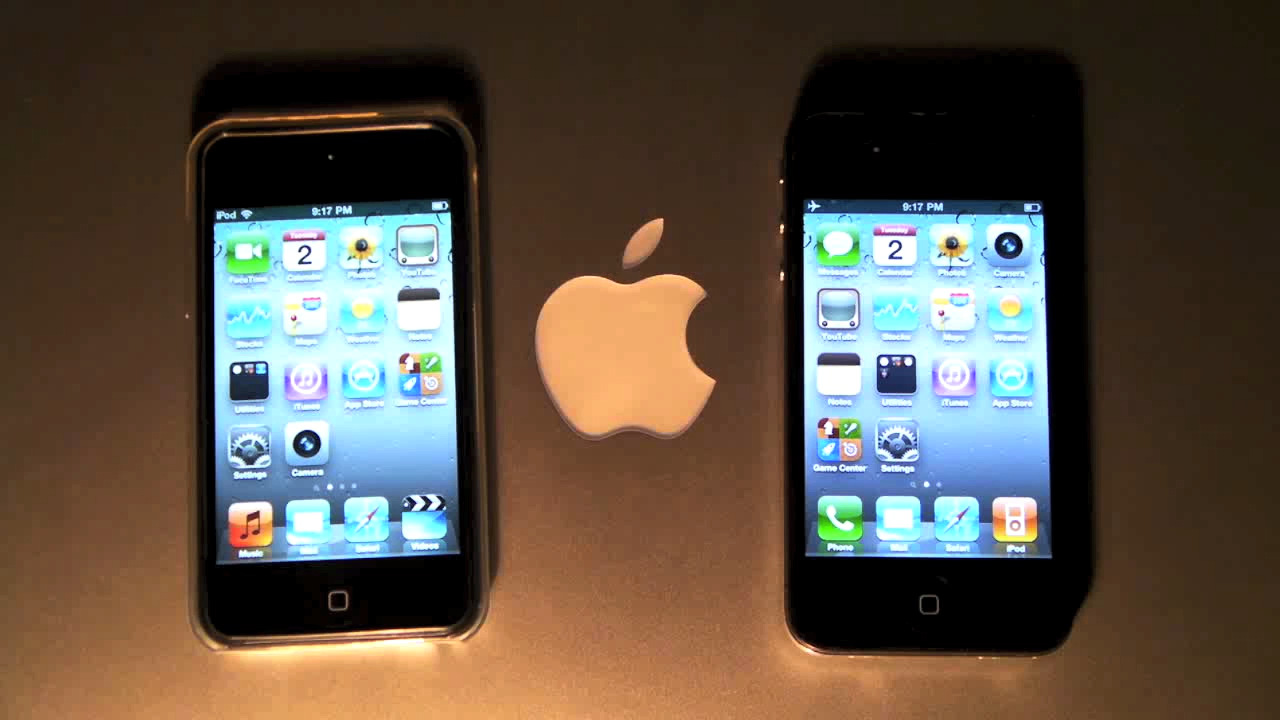 iPod 9:17 PM
Tuesday
2
FaceTime Calendar Photos YouTube
Stocks Maps Weather Notes
Utilities iTunes App Store Game Center
Settings Camera
Music Mail Safari Videos
9:17 PM
Tuesday
2
Messages Calendar Photos Camera
YouTube Stocks Maps Weather
Notes Utilities iTunes App Store
Game Center Settings
Phone Mail Safari iPod